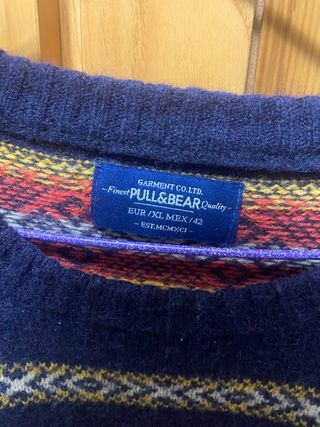 GARMENT CO.LTD.
-Finest PULL&BEAR Quality-
EUR/XL MEX/42
- EST.MCMXCI -